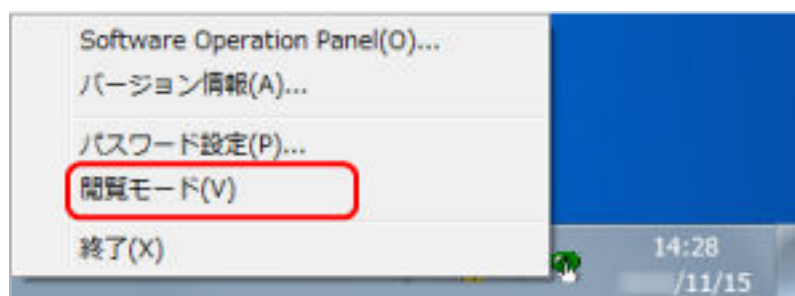 Software Operation Panel(O)...
バージョン情報(A)...
パスワード設定(P)...
閲覧モード(V)
終了(X)
14:28
/11/15